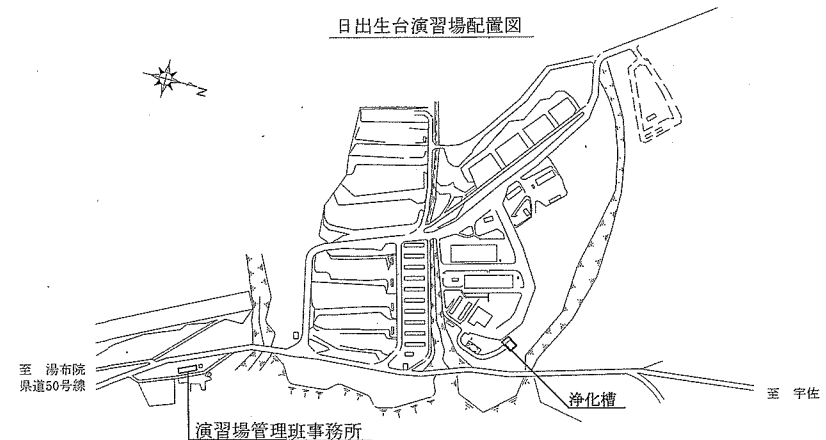 日出生台演習場配置図
N
至 湯布院
県道50号線
至 宇佐
浄化槽
演習場管理班事務所